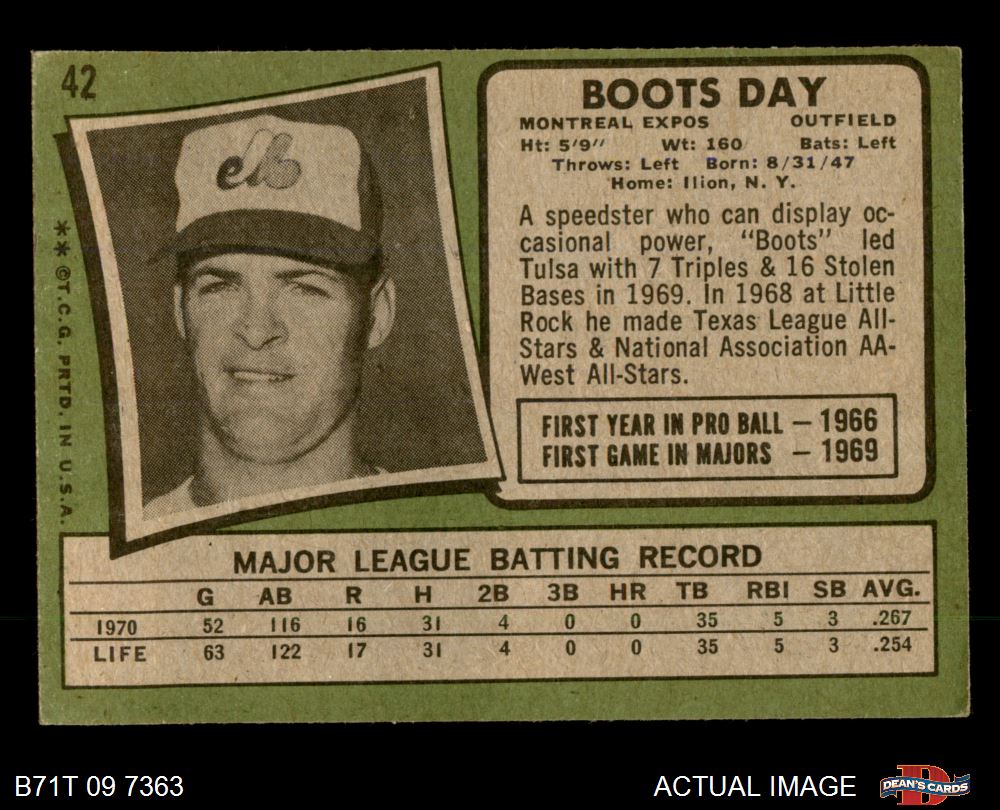 42
elb
** ©T.C.G. PRTD. IN U.S.A.
BOOTS DAY
MONTREAL EXPOS OUTFIELD
Ht: 5'9" Wt: 160 Bats: Left
Throws: Left Born: 8/31/47
Home: Ilion, N. Y.
A speedster who can display oc-
casional power, "Boots" led
Tulsa with 7 Triples & 16 Stolen
Bases in 1969. In 1968 at Little
Rock he made Texas League All-
Stars & National Association AA-
West All-Stars.
FIRST YEAR IN PRO BALL — 1966
FIRST GAME IN MAJORS — 1969
MAJOR LEAGUE BATTING RECORD
G AB R H 2B 3B HR TB RBI SB AVG.
1970 52 116 16 31 4 0 0 35 5 3 .267
LIFE 63 122 17 31 4 0 0 35 5 3 .254
B71T 09 7363 ACTUAL IMAGE
D
DEAN'S CARDS